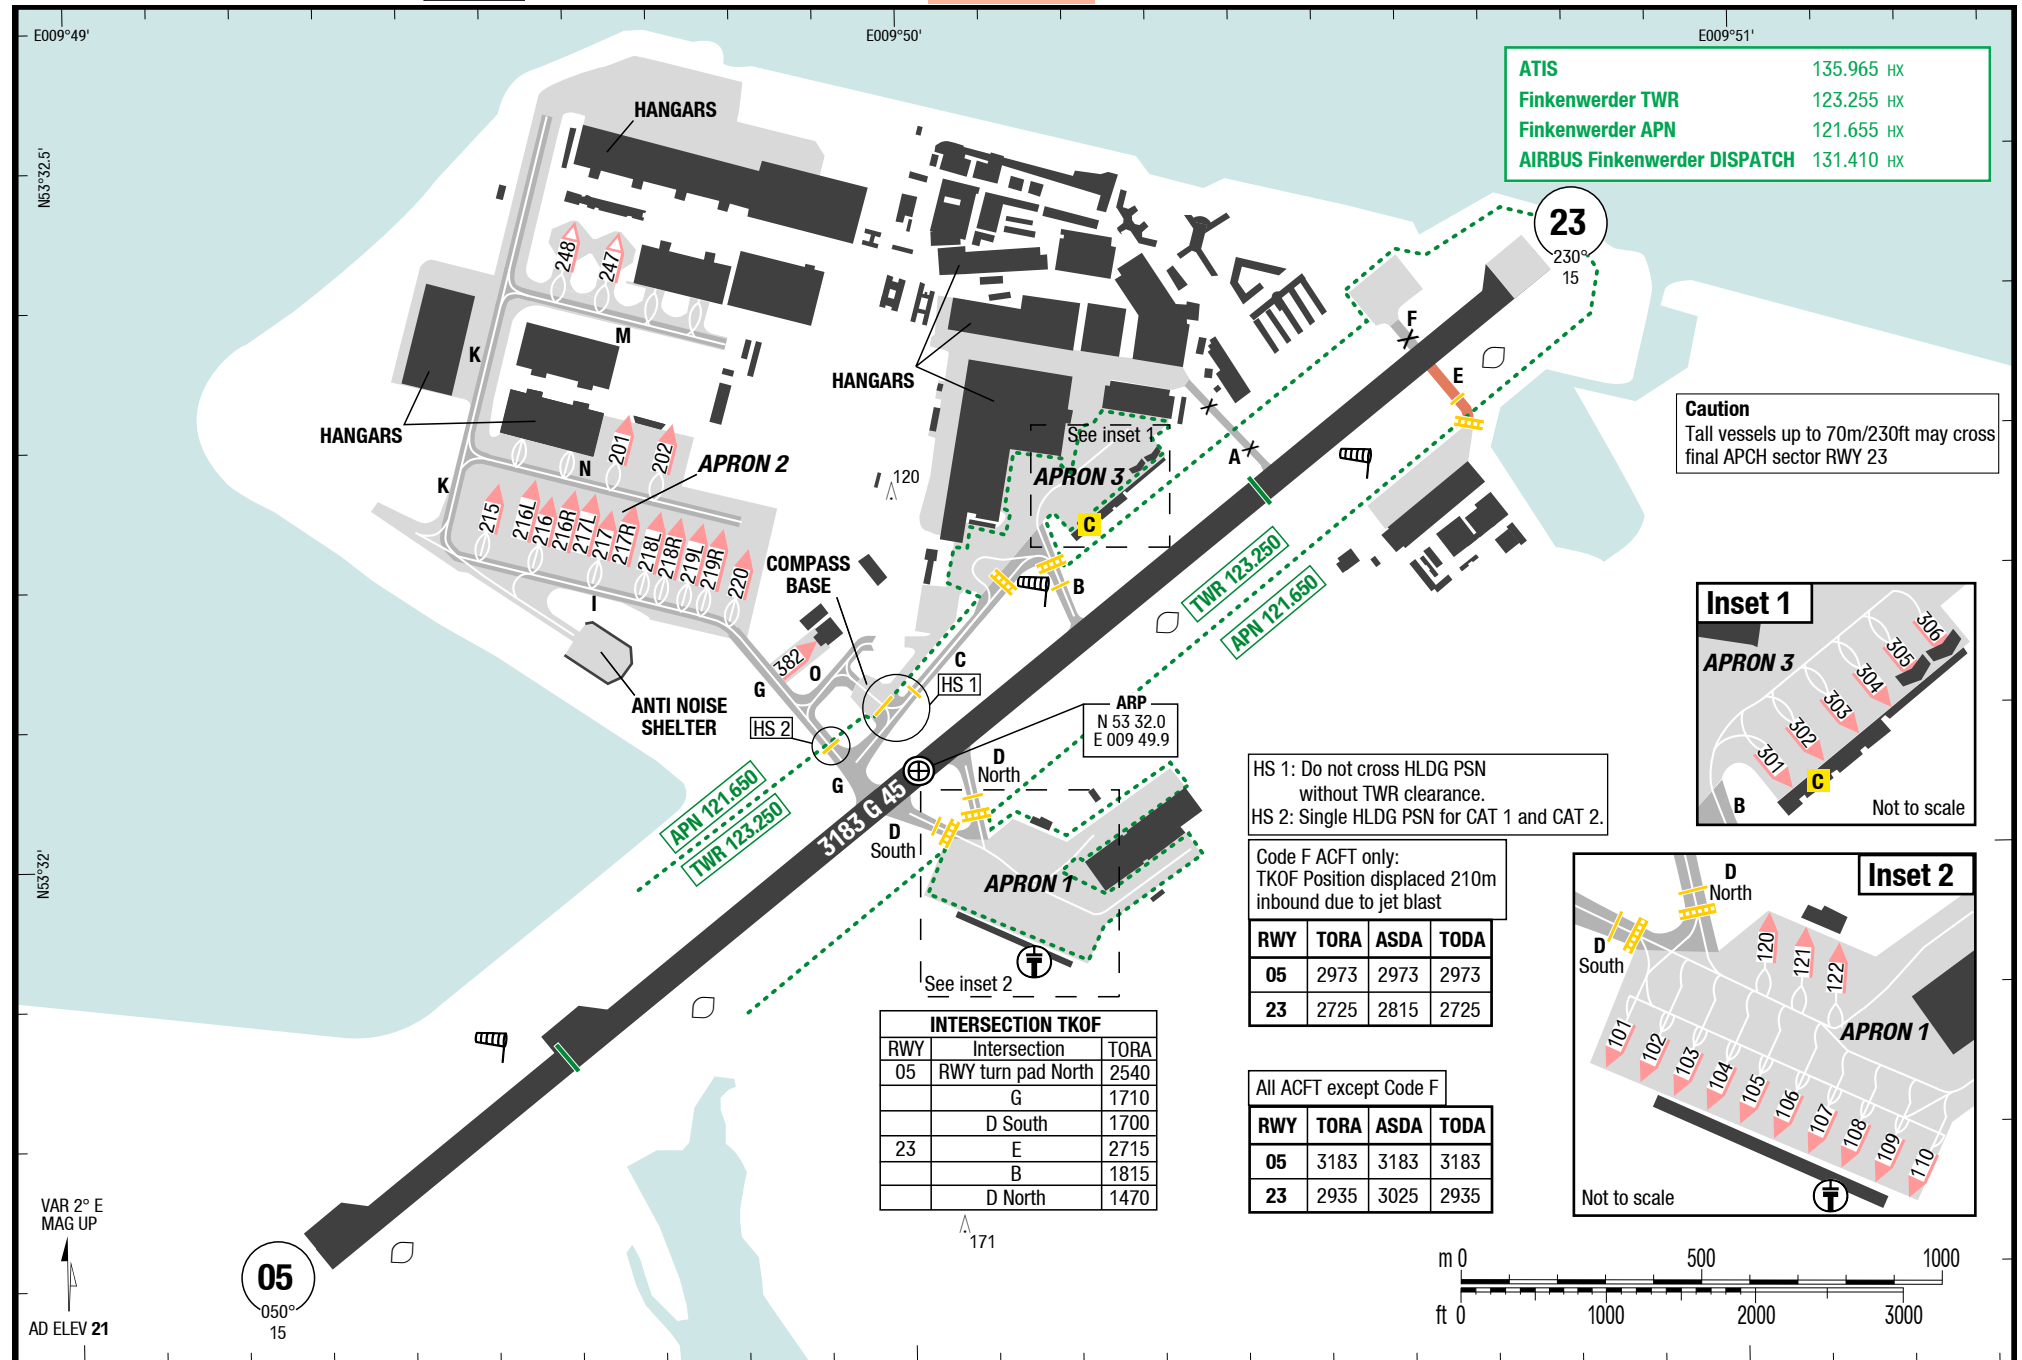 E009°49'
E009°50'
E009°51'
N53°32.5'
N53°32'
ATIS 135.965 HX
Finkenwerder TWR 123.255 HX
Finkenwerder APN 121.655 HX
AIRBUS Finkenwerder DISPATCH 131.410 HX
23
230°
15
HANGARS
248
247
M
K
HANGARS
HANGARS
K
N
201
202
APRON 2
215
216L
216
216R
217L
217
217R
218L
218R
219L
219R
220
I
120
COMPASS
BASE
382
O
G
ANTI NOISE
SHELTER
HS 2
HS 1
C
G
See inset 1
APRON 3
C
B
A
F
E
TWR 123.250
APN 121.650
Caution
Tall vessels up to 70m/230ft may cross
final APCH sector RWY 23
Inset 1
APRON 3
306
305
304
303
302
301
C
B
Not to scale
ARP
N 53 32.0
E 009 49.9
APN 121.650
TWR 123.250
3183 G 45
D
North
D
South
APRON 1
See inset 2
HS 1: Do not cross HLDG PSN
without TWR clearance.
HS 2: Single HLDG PSN for CAT 1 and CAT 2.
Code F ACFT only:
TKOF Position displaced 210m
inbound due to jet blast
RWY TORA ASDA TODA
05 2973 2973 2973
23 2725 2815 2725
All ACFT except Code F
RWY TORA ASDA TODA
05 3183 3183 3183
23 2935 3025 2935
INTERSECTION TKOF
RWY Intersection TORA
05 RWY turn pad North 2540
G 1710
D South 1700
23 E 2715
B 1815
D North 1470
171
Inset 2
D
North
D
South
120
121
122
APRON 1
101
102
103
104
105
106
107
108
109
110
Not to scale
VAR 2° E
MAG UP
AD ELEV 21
05
050°
15
m 0 500 1000
ft 0 1000 2000 3000